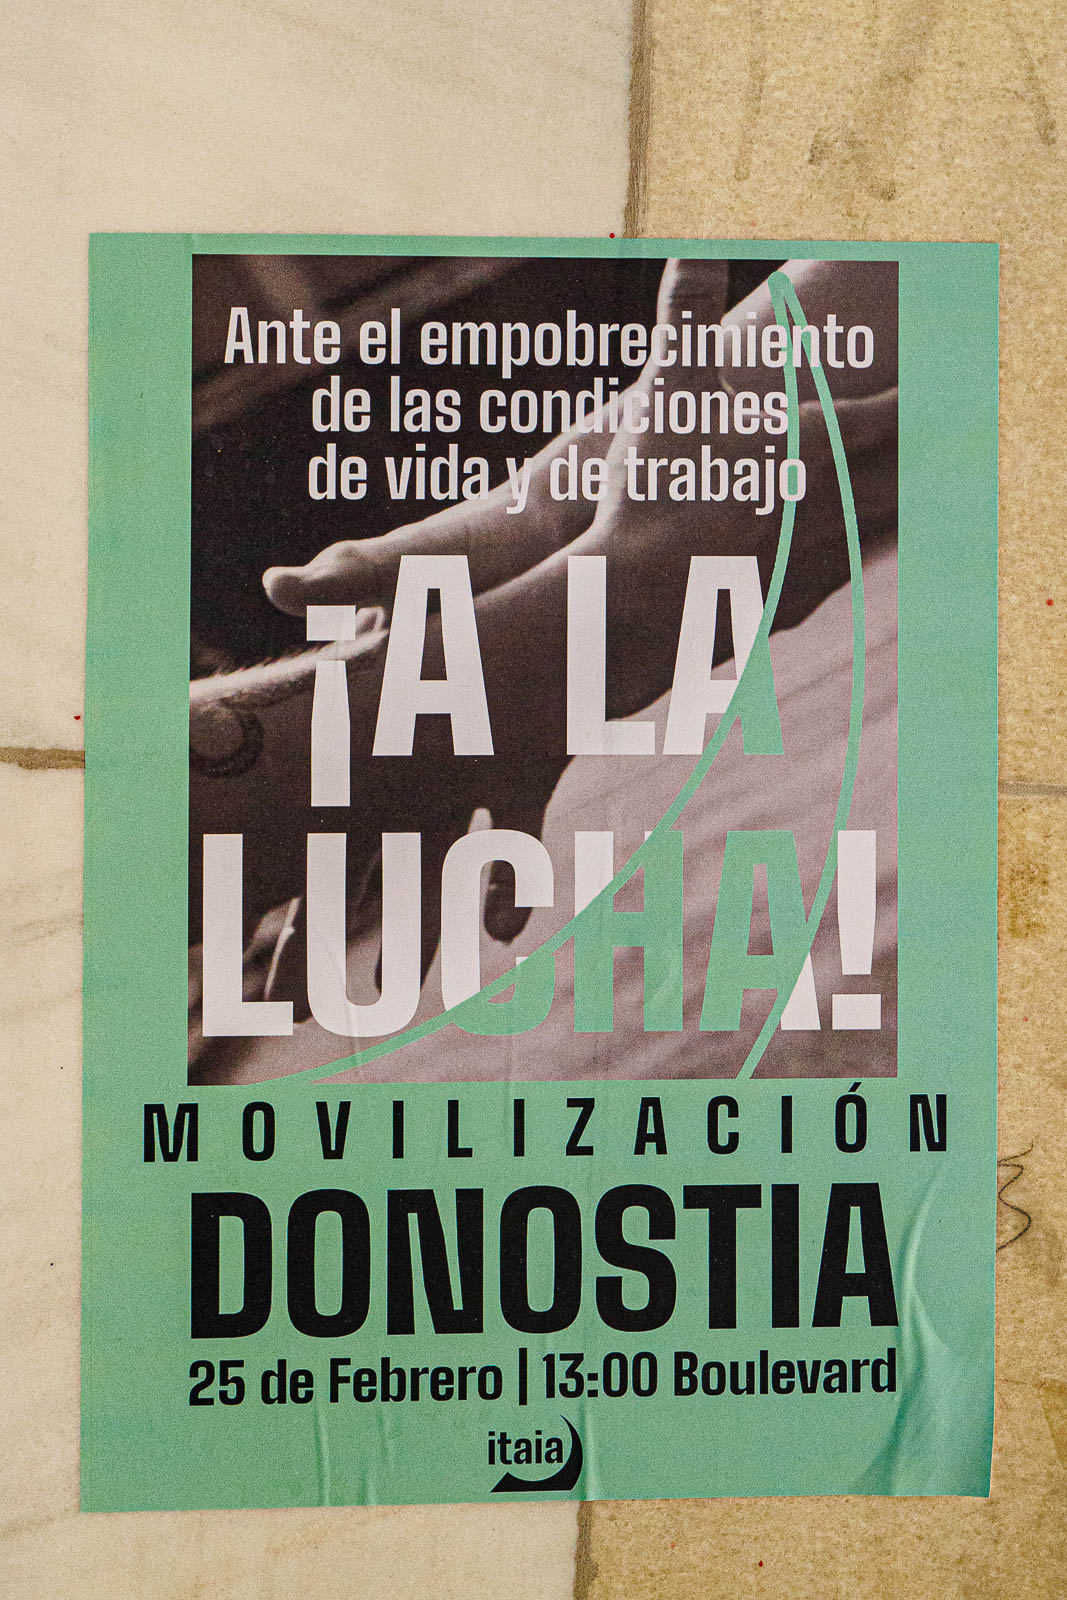 Ante el empobrecimiento
de las condiciones
de vida y de trabajo
¡A LA
LUCHA!
MOVILIZACIÓN
DONOSTIA
25 de Febrero | 13:00 Boulevard
itaia